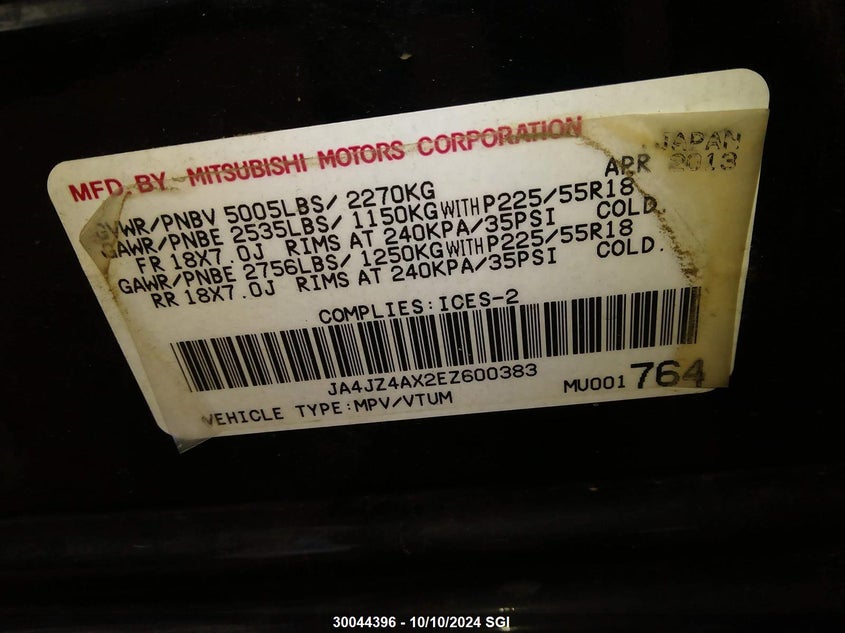 MFD. BY. MITSUBISHI MOTORS CORPORATION JAPAN
APR 2013
GVWR/PNBV 5005LBS/ 2270KG
GAWR/PNBE 2535LBS/ 1150KG WITH P225/55R18
FR 18X7.0J RIMS AT 240KPA/35PSI COLD.
GAWR/PNBE 2756LBS/ 1250KG WITH P225/55R18
RR 18X7.0J RIMS AT 240KPA/35PSI COLD.
COMPLIES:ICES-2
JA4JZ4AX2EZ600383
MU001 764
VEHICLE TYPE:MPV/VTUM
30044396 - 10/10/2024 SGI